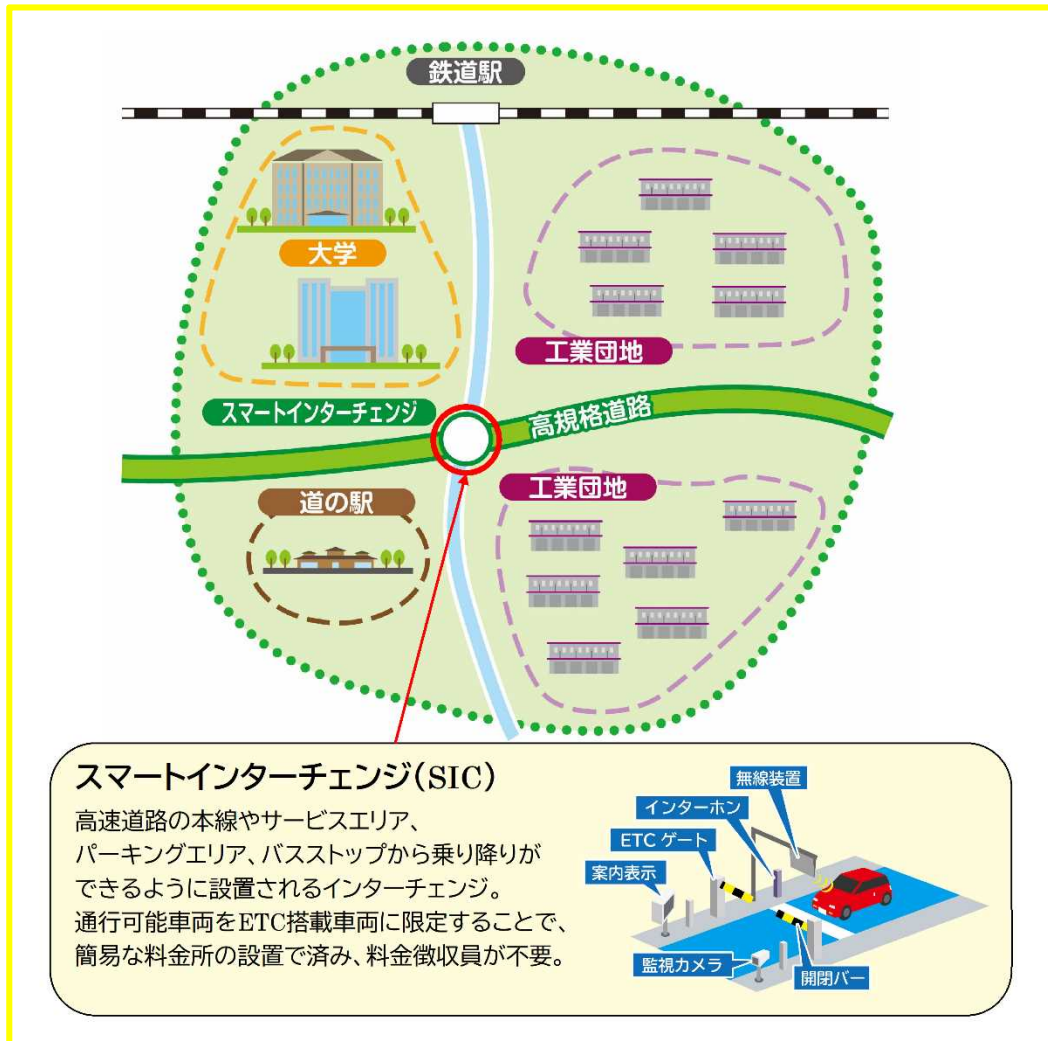 鉄道駅
大学
工業団地
スマートインターチェンジ
高規格道路
道の駅
工業団地
スマートインターチェンジ(SIC)
高速道路の本線やサービスエリア、
パーキングエリア、バスストップから乗り降りが
できるように設置されるインターチェンジ。
通行可能車両をETC搭載車両に限定することで、
簡易な料金所の設置で済み、料金徴収員が不要。
無線装置
インターホン
ETC ゲート
案内表示
監視カメラ
開閉バー